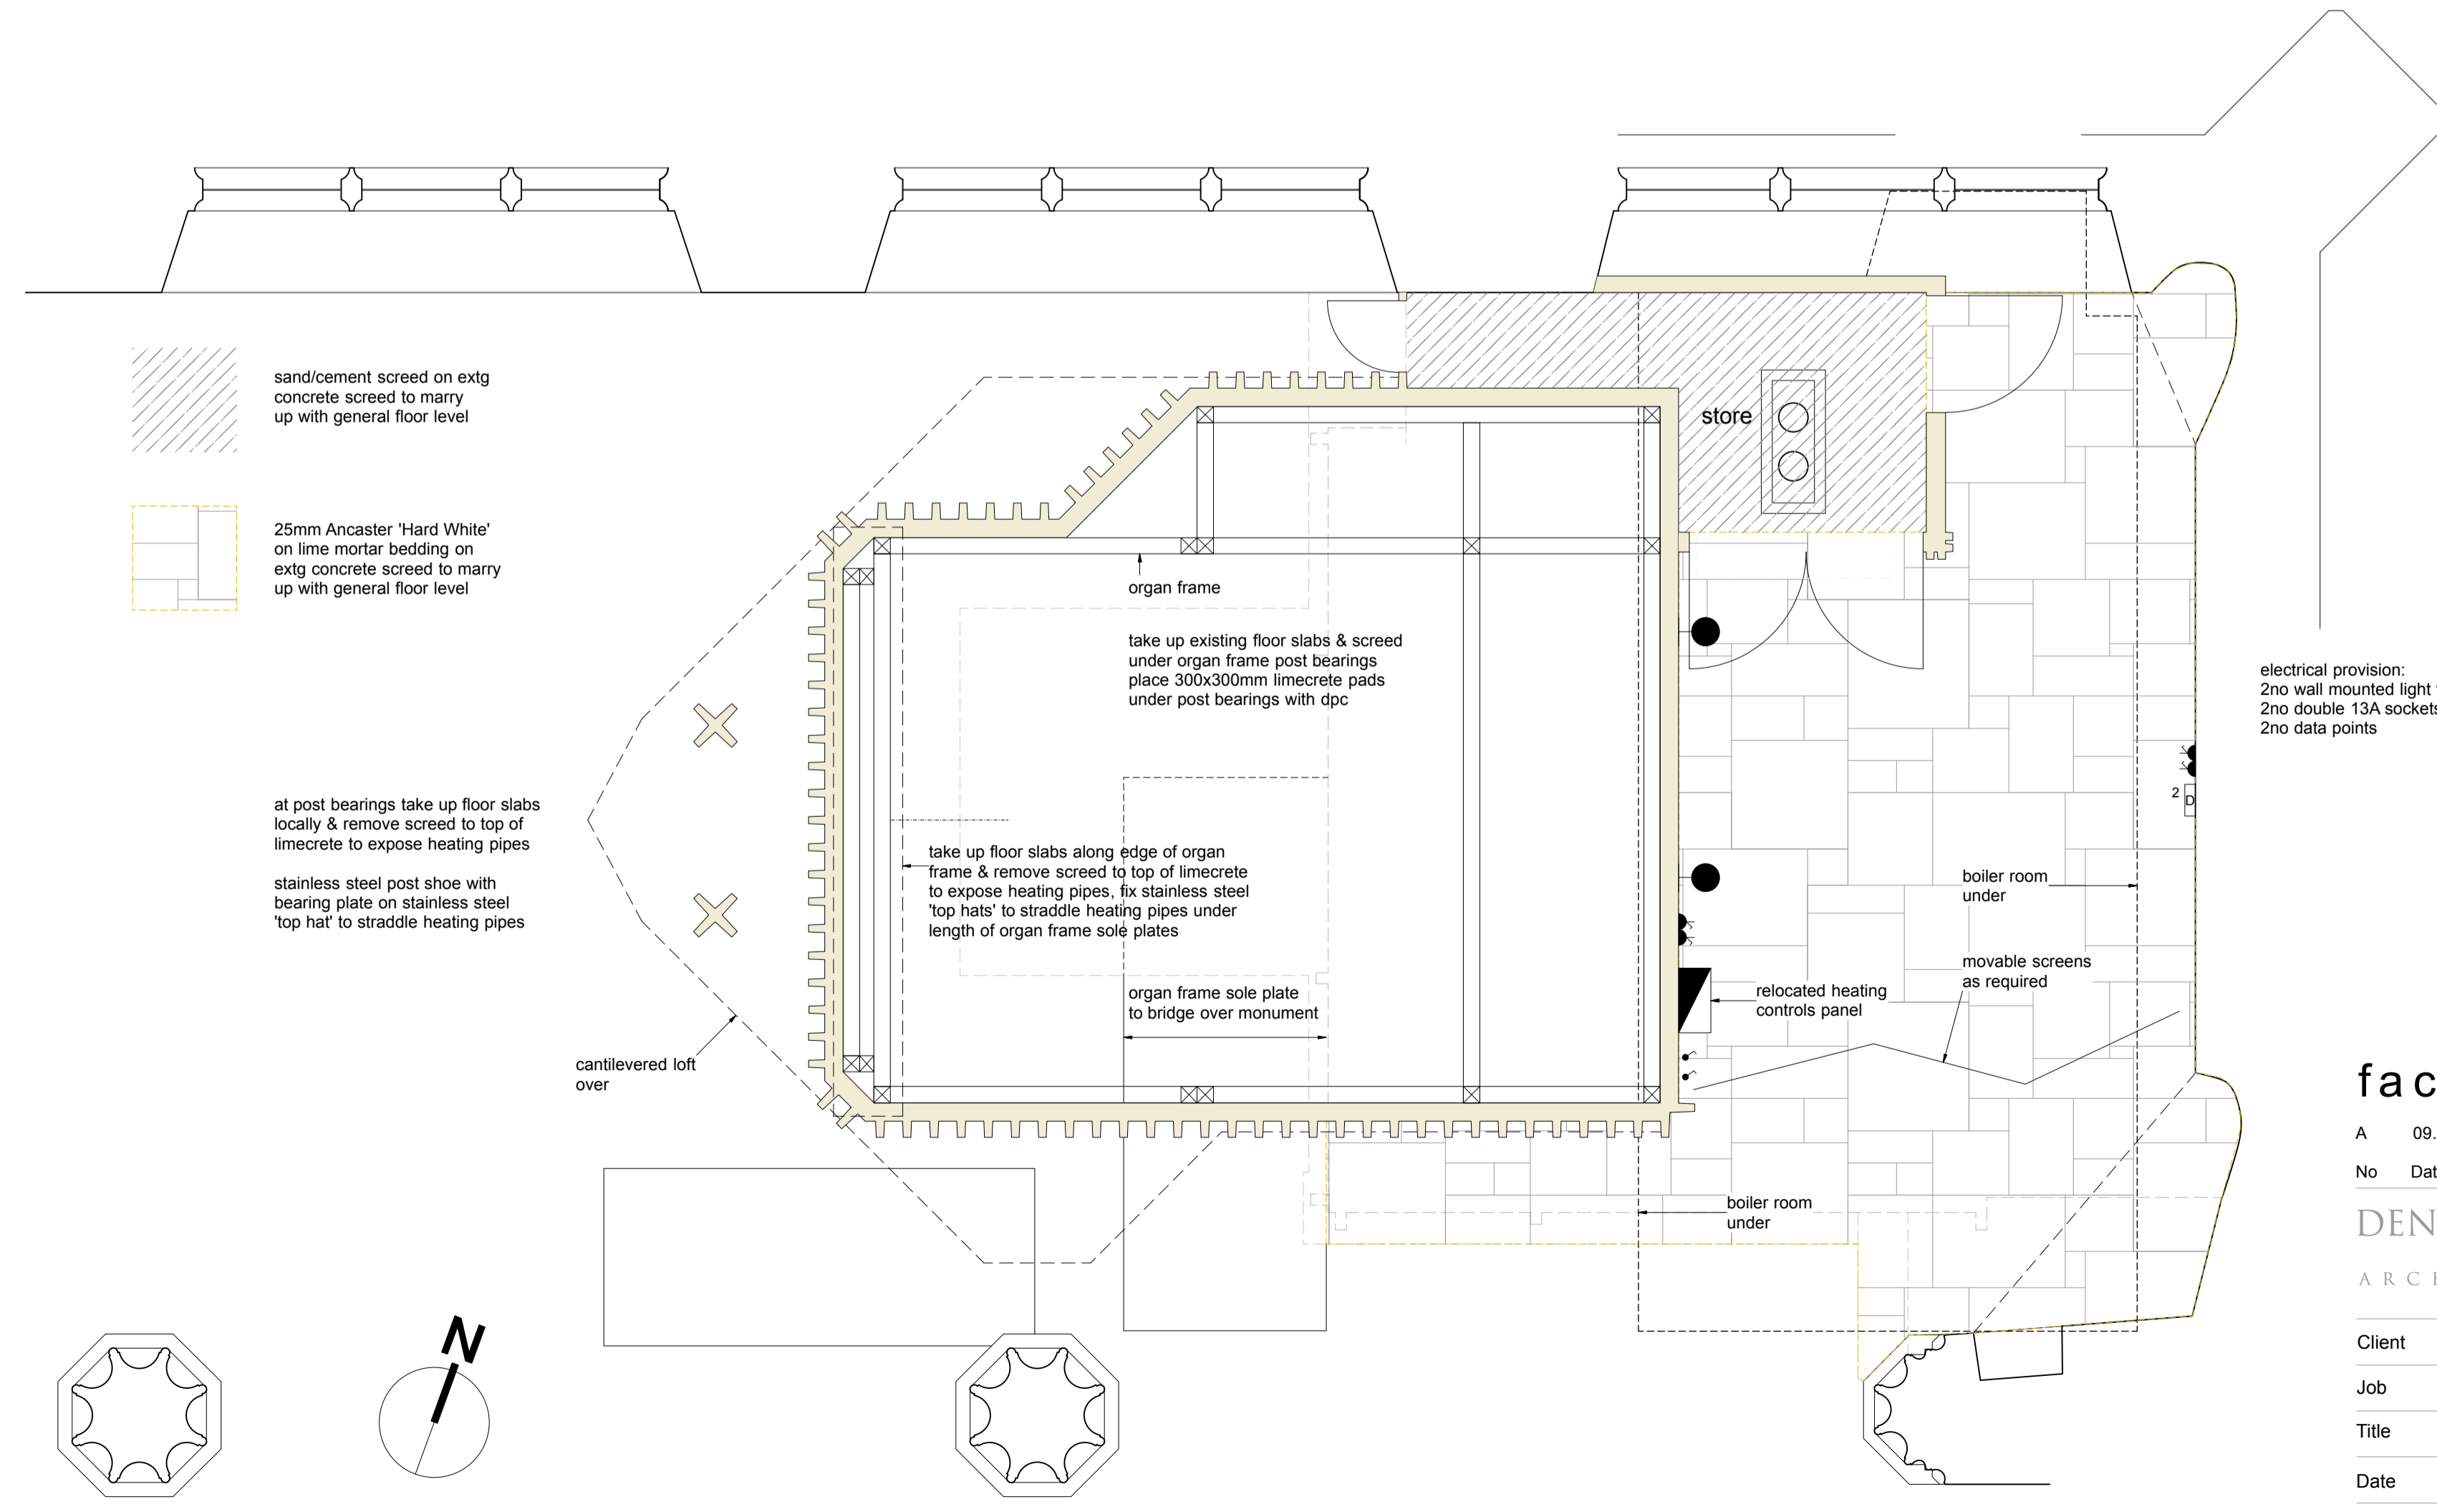 sand/cement screed on extg
concrete screed to marry
up with general floor level
25mm Ancaster 'Hard White'
on lime mortar bedding on
extg concrete screed to marry
up with general floor level
at post bearings take up floor slabs
locally & remove screed to top of
limecrete to expose heating pipes
stainless steel post shoe with
bearing plate on stainless steel
'top hat' to straddle heating pipes
cantilevered loft
over
store
organ frame
take up existing floor slabs & screed
under organ frame post bearings
place 300x300mm limecrete pads
under post bearings with dpc
take up floor slabs along edge of organ
frame & remove screed to top of limecrete
to expose heating pipes, fix stainless steel
'top hats' to straddle heating pipes under
length of organ frame sole plates
organ frame sole plate
to bridge over monument
boiler room
under
movable screens
as required
relocated heating
controls panel
boiler room
under
2
D
electrical provision:
2no wall mounted light
2no double 13A sockets
2no data points
N
fac
A 09.
No Dat
DEN
ARCH
Client
Job
Title
Date